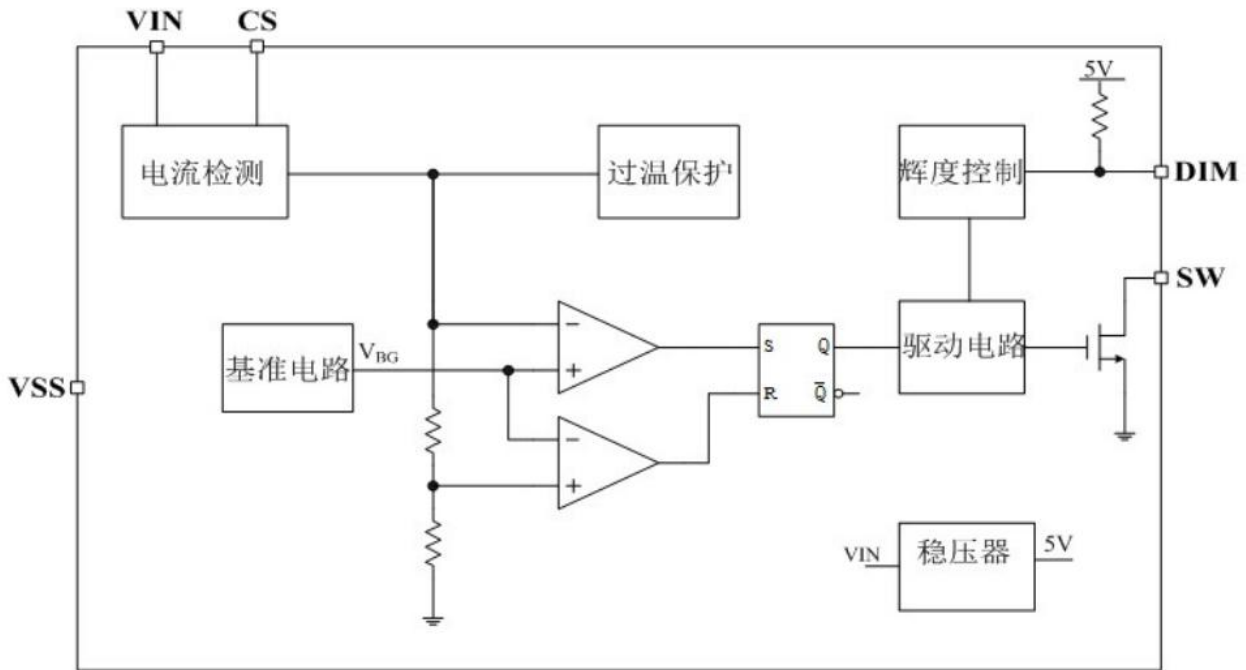 VIN CS
5V
电流检测 过温保护 辉度控制 DIM
SW
基准电路 VBG − + S Q 驱动电路
VSS R Q̄
− +
VIN 稳压器 5V